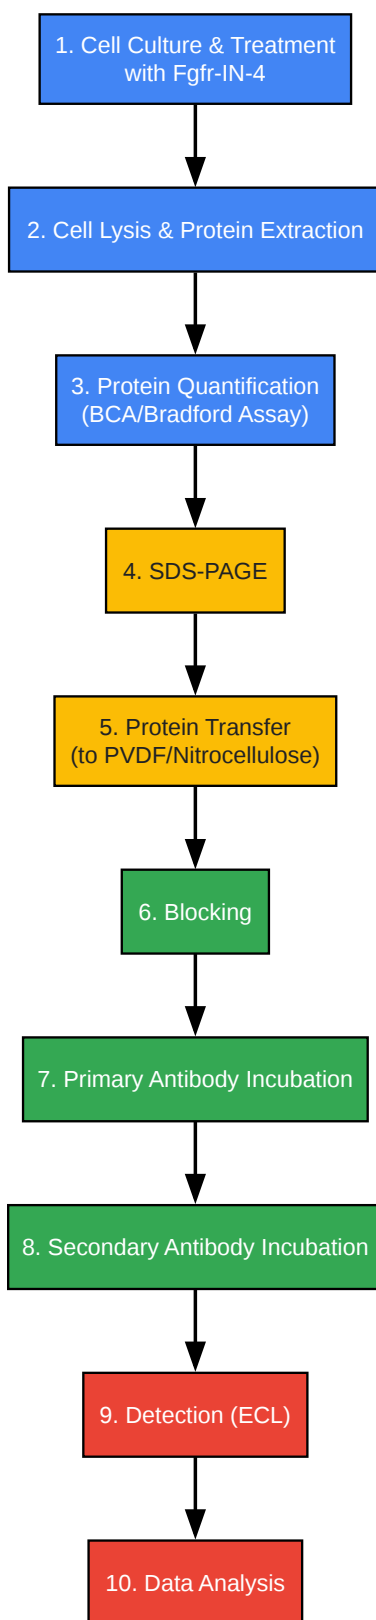 1. Cell Culture & Treatment
with Fgfr-IN-4
2. Cell Lysis & Protein Extraction
3. Protein Quantification
(BCA/Bradford Assay)
4. SDS-PAGE
5. Protein Transfer
(to PVDF/Nitrocellulose)
6. Blocking
7. Primary Antibody Incubation
8. Secondary Antibody Incubation
9. Detection (ECL)
10. Data Analysis